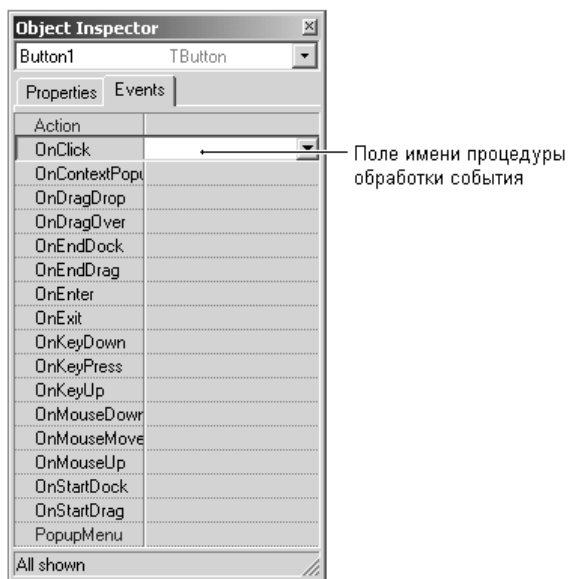 Object Inspector
Button1 TButton
Properties Events
Action
OnClick
Поле имени процедуры
обработки события
OnContextPopu
OnDragDrop
OnDragOver
OnEndDock
OnEndDrag
OnEnter
OnExit
OnKeyDown
OnKeyPress
OnKeyUp
OnMouseDown
OnMouseMove
OnMouseUp
OnStartDock
OnStartDrag
PopupMenu
All shown